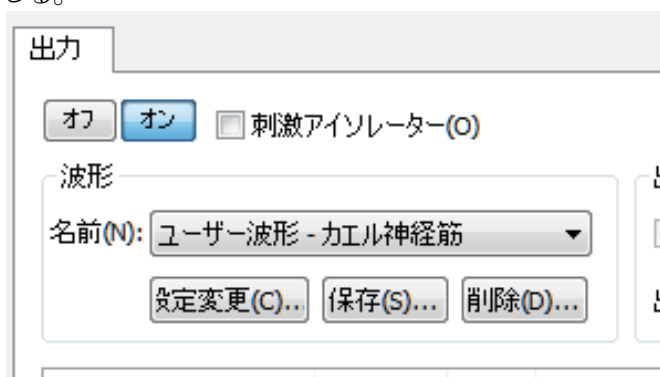 出力
オフ オン 刺激アイソレーター(O)
波形
名前(N): ユーザー波形 - カエル神経筋
設定変更(C)... 保存(S)... 削除(D)...